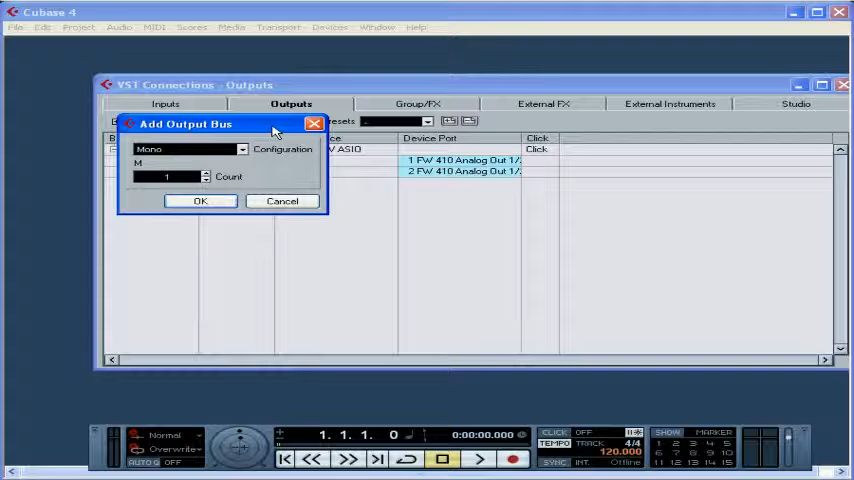 Cubase 4
File Edit Project Audio MIDI Scores Media Transport Devices Window Help
VST Connections - Outputs
Inputs Outputs Group/FX External FX External Instruments Studio
Add Output Bus
Device Port Click
Mono Configuration
ASIO Click
M
1 FW 410 Analog Out 1/
2 FW 410 Analog Out 1/
1 Count
OK Cancel
Normal
Overwrite
AUTO Q OFF
1. 1. 1. 0 0:00:00.000
CLICK OFF
TEMPO TRACK 4/4
120.000
SYNC INT. Offline
SHOW MARKER
1 2 3 4 5
6 7 8 9 10
11 12 13 14 15